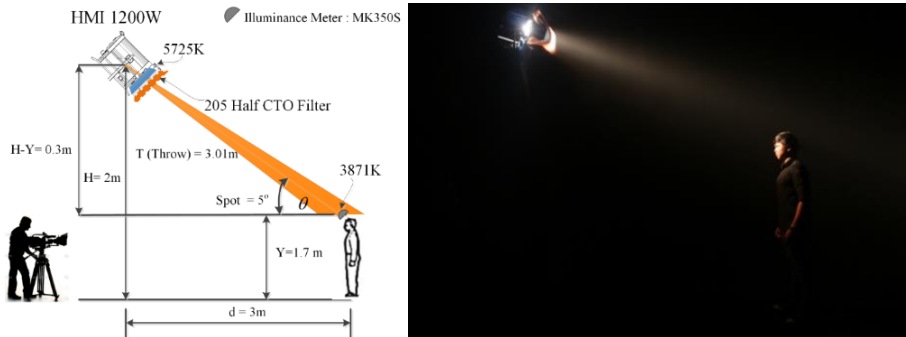 HMI 1200W
Illuminance Meter : MK350S
5725K
205 Half CTO Filter
H-Y= 0.3m
T (Throw) = 3.01m
H= 2m
3871K
Spot = 5º
θ
Y=1.7 m
d = 3m